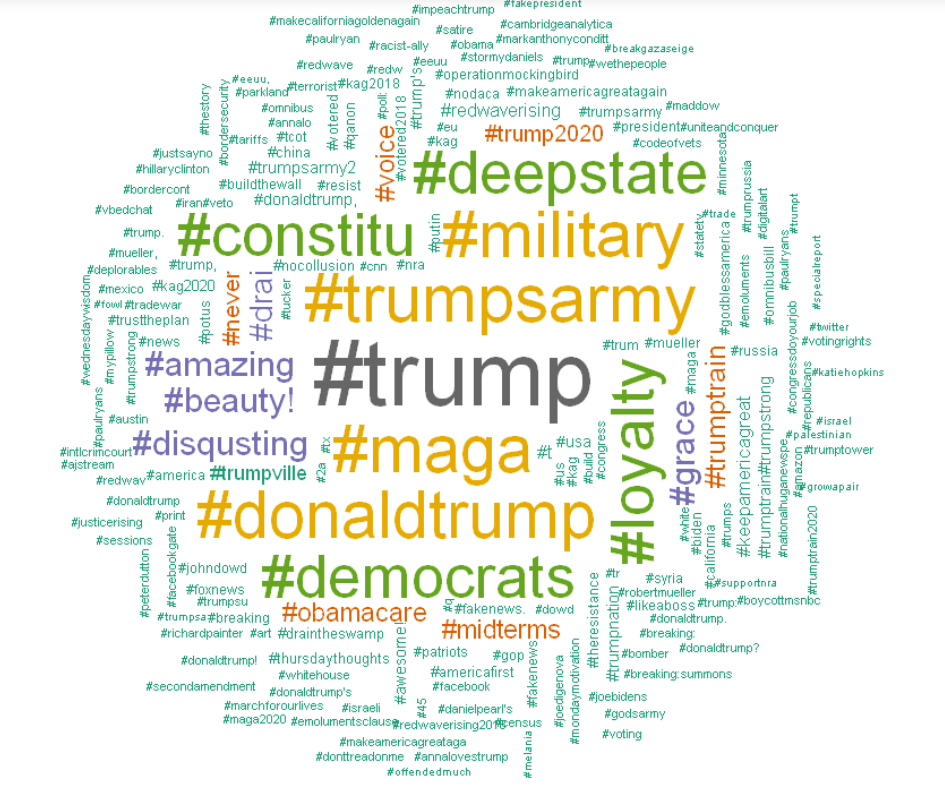 #fakepresident
#impeachtrump
#makecaliforniagoldenagain
#cambridgeanalytica
#satire
#paulryan
#markanthonyconditt
#racist-ally
#obama
#breakgazaseige
#stormydaniels
#trump
#redwave
#redw
#eeuu
#wethepeople
#operationmockingbird
#eeuu,
#terrorist
#kag2018
#parkland
#nodaca
#makeamericagreatagain
#thestory
#bordersecurity
#omnibus
#votered
#qanon
#poll:
#votered2018
#trump's
#redwaverising
#trumpsarmy
#maddow
#annalo
#eu
#trump2020
#president
#uniteandconquer
#tariffs
#tcot
#voice
#kag
#codeofvets
#justsayno
#china
#hillaryclinton
#trumpsarmy2
#deepstate
#minnesota
#bordercont
#buildthewall
#resist
#iran
#veto
#donaldtrump,
#vbedchat
#trump.
#constitu
#putin
#military
#statetv
#trade
#trumprussia
#digitalart
#trumpt
#mueller,
#deplorables
#trump,
#nocollusion
#cnn
#nra
#godblessamerica
#emoluments
#omnibusbill
#paulryans
#specialreport
#mexico
#kag2020
#never
#drai
#tucker
#trumpsarmy
#fowl
#tradewar
#trusttheplan
#potus
#wednesdaywisdom
#news
#mypillow
#trumpstrong
#amazing
#trump
#trum
#mueller
#maga
#trumptrain
#russia
#congressdoyourjob
#republicans
#twitter
#votingrights
#katiehopkins
#beauty!
#loyalty
#grace
#keepamericagreat
#trumptrain
#trumpstrong
#paulryans
#austin
#disqusting
#tx
#maga
#t
#usa
#us
#kag
#build
#congress
#israel
#palestinian
#trumptower
#intlcrimcourt
#ajstream
#redwav
#america
#trumpville
#2a
#amazon
#growapair
#donaldtrump
#justicerising
#print
#donaldtrump
#white
#biden
#trumps
#california
#nationalhuganewspe
#trumptrain2020
#sessions
#facebookgate
#peterdutton
#johndowd
#foxnews
#trumpsu
#democrats
#theresistance
#tr
#syria
#supportnra
#robertmueller
#likeaboss
#trump:
#boycottmsnbc
#trumpsa
#breaking
#obamacare
#q
#fakenews.
#dowd
#donaldtrump.
#richardpainter
#art
#draintheswamp
#midterms
#trumpnation
#breaking:
#donaldtrump?
#donaldtrump!
#thursdaythoughts
#awesome!
#patriots
#gop
#bomber
#whitehouse
#americafirst
#fakenews
#joedigenova
#mondaymotivation
#breaking:summons
#secondamendment
#donaldtrump's
#facebook
#joebidens
#marchforourlives
#israeli
#45
#danielpearl's
#godsarmy
#maga2020
#emolumentsclause
#redwaverising2018
#census
#voting
#makeamericagreataga
#donttreadonme
#annalovestrump
#melania
#offendedmuch